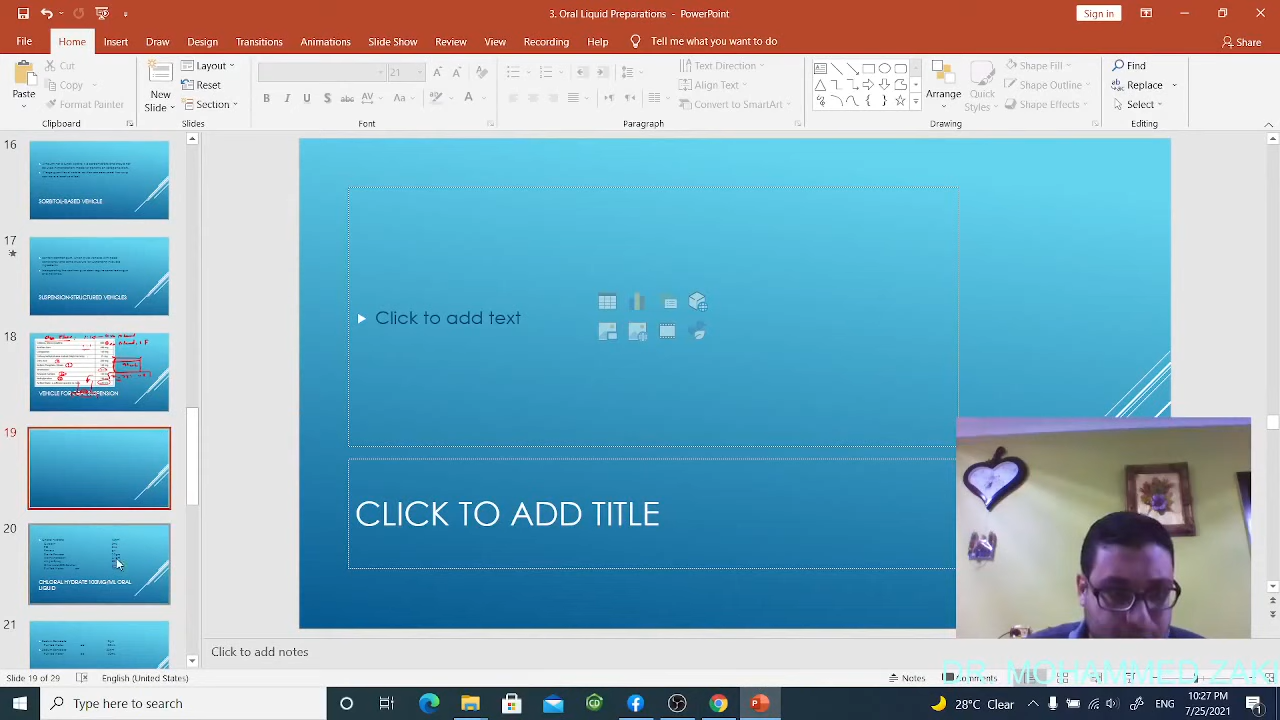 3.Oral Liquid - PowerPoint
Sign in
File Home Insert Draw Design Transitions Animations Slide Show Review View Recording Help Tell me what you want to do
Share
Paste
Cut
Copy
Format Painter
Clipboard
New Slide
Layout
Reset
Section
Slides
21
Font
Text Direction
Align Text
Convert to SmartArt
Paragraph
Arrange
Quick Styles
Shape Fill
Shape Outline
Shape Effects
Drawing
Find
Replace
Select
Editing
16
SORBITOL-BASED VEHICLE
17
SUSPENSION-STRUCTURED VEHICLES
18
VEHICLE FOR
19
20
CHLORAL HYDRATE 100MG/ML ORAL
LIQUID
21
Click to add text
CLICK TO ADD TITLE
Click to add notes
DR. MOHAMMED ZAKI
Slide 19 of 29 English (United States) Notes Comments
Type here to search
28°C Clear
10:27 PM
7/25/2021